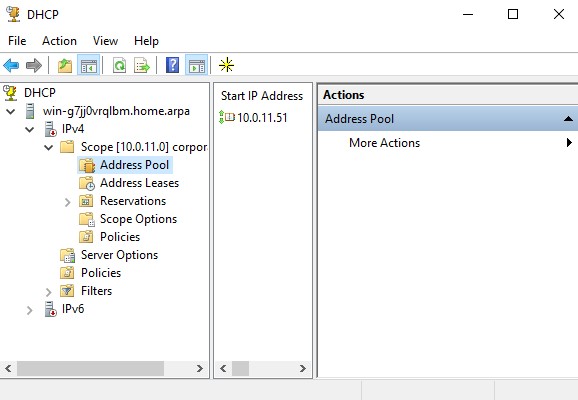 DHCP
File Action View Help
DHCP
win-g7jj0vrqlbm.home.arpa
IPv4
Scope [10.0.11.0] corpor
Address Pool
Address Leases
Reservations
Scope Options
Policies
Server Options
Policies
Filters
IPv6
Start IP Address
10.0.11.51
Actions
Address Pool
More Actions